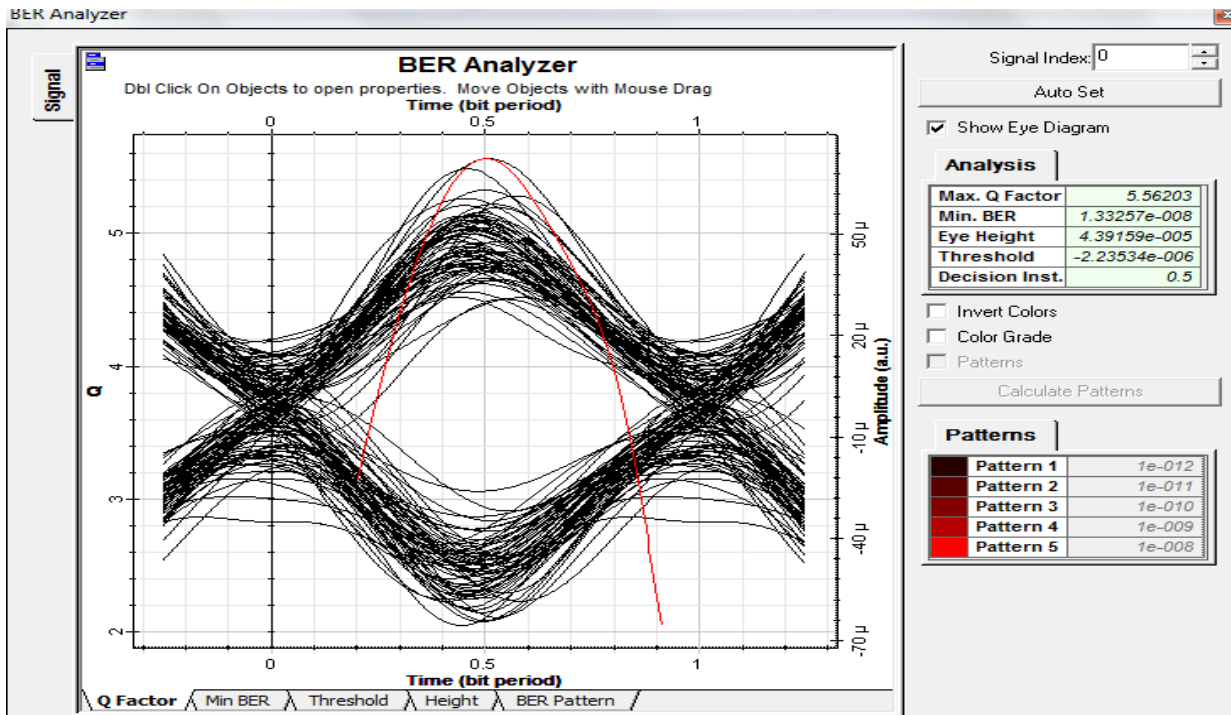 BER Analyzer
Signal
BER Analyzer
Dbl Click On Objects to open properties. Move Objects with Mouse Drag
Time (bit period)
0 0.5 1
Q
5
4
3
2
Amplitude (a.u.)
50 µ
20 µ
-10 µ
-40 µ
-70 µ
0 0.5 1
Time (bit period)
Q Factor Min BER Threshold Height BER Pattern
Signal Index: 0
Auto Set
Show Eye Diagram
Analysis
Max. Q Factor 5.56203
Min. BER 1.33257e-008
Eye Height 4.39159e-005
Threshold -2.23534e-006
Decision Inst. 0.5
Invert Colors
Color Grade
Patterns
Calculate Patterns
Patterns
Pattern 1 1e-012
Pattern 2 1e-011
Pattern 3 1e-010
Pattern 4 1e-009
Pattern 5 1e-008